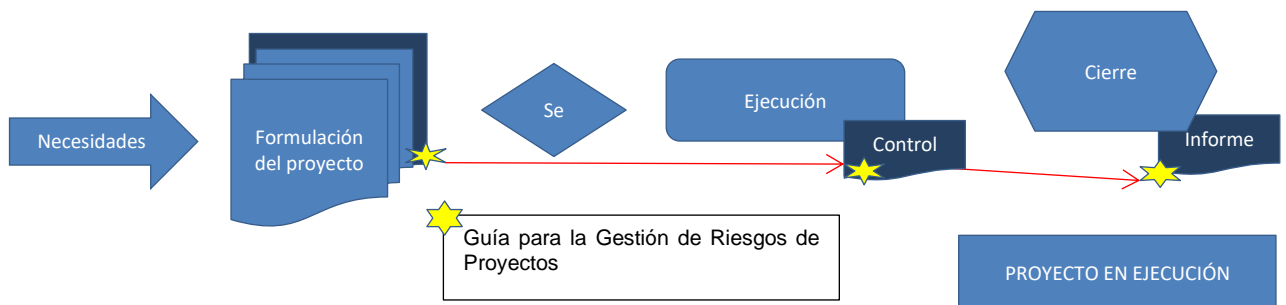 Necesidades
Formulación
del proyecto
Se
Ejecución
Control
Cierre
Informe
Guía para la Gestión de Riesgos de
Proyectos
PROYECTO EN EJECUCIÓN